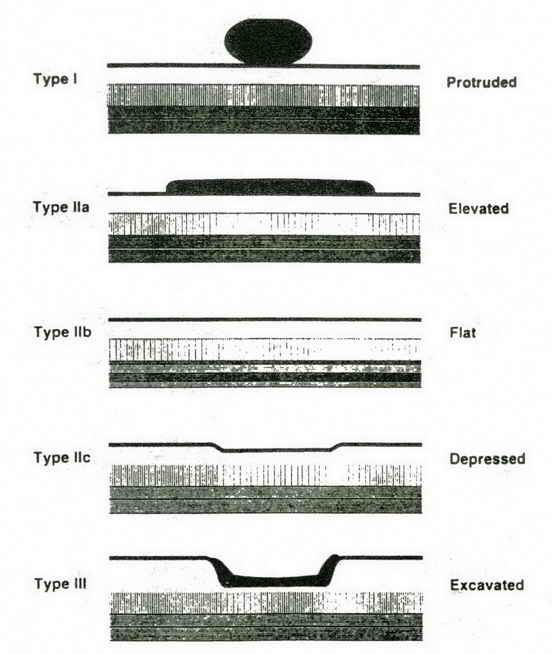 Type I
Protruded
Type IIa
Elevated
Type IIb
Flat
Type IIc
Depressed
Type III
Excavated